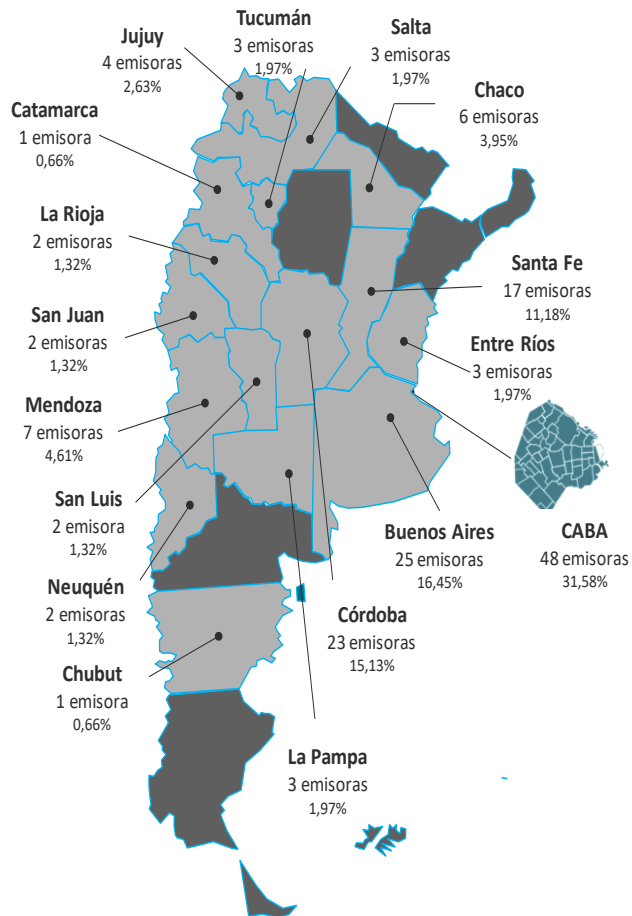 Tucumán
3 emisoras
1,97%
Salta
3 emisoras
1,97%
Jujuy
4 emisoras
2,63%
Chaco
6 emisoras
3,95%
Catamarca
1 emisora
0,66%
La Rioja
2 emisoras
1,32%
Santa Fe
17 emisoras
11,18%
San Juan
2 emisoras
1,32%
Entre Ríos
3 emisoras
1,97%
Mendoza
7 emisoras
4,61%
San Luis
2 emisora
1,32%
Buenos Aires
25 emisoras
16,45%
CABA
48 emisoras
31,58%
Neuquén
2 emisoras
1,32%
Córdoba
23 emisoras
15,13%
Chubut
1 emisora
0,66%
La Pampa
3 emisoras
1,97%